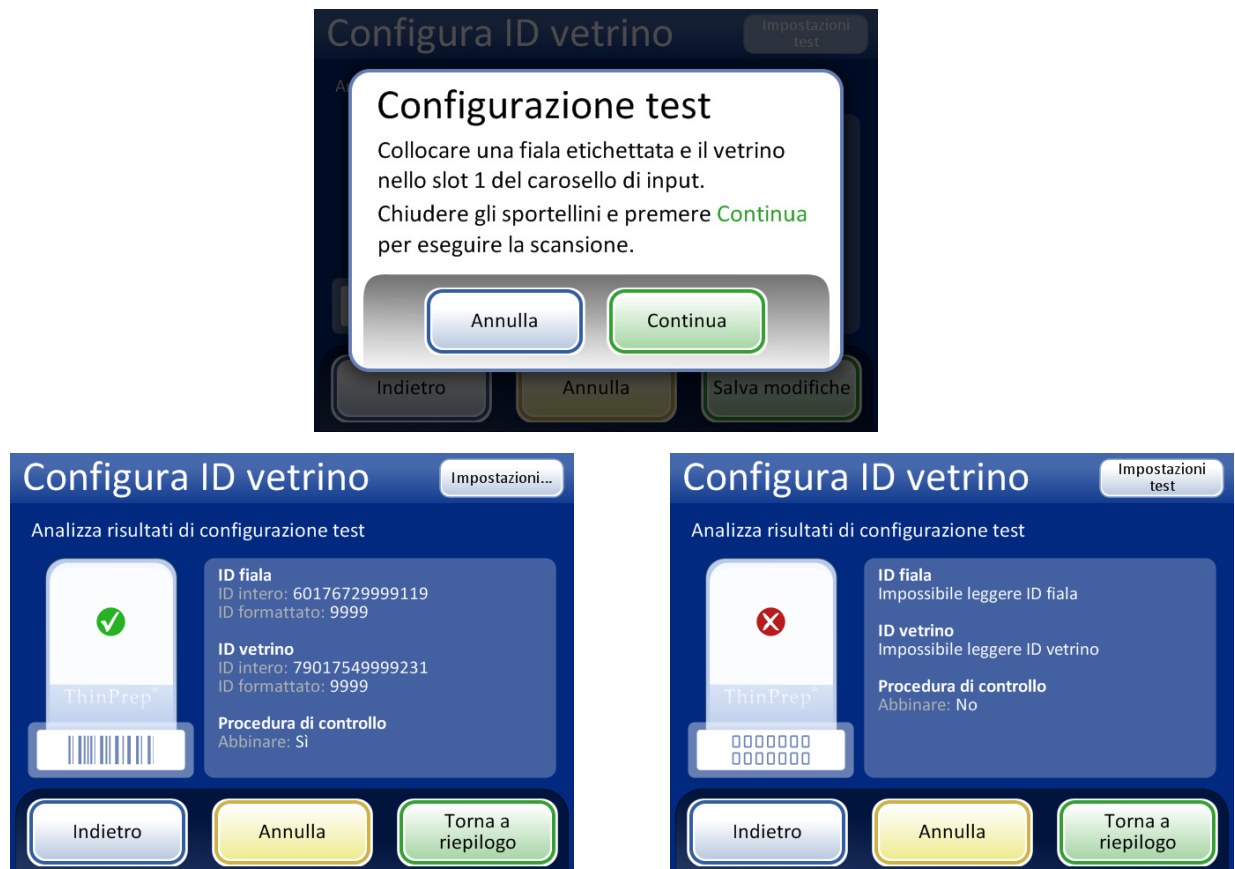 Configura ID vetrino
Impostazioni
test
A
Configurazione test
Collocare una fiala etichettata e il vetrino
nello slot 1 del carosello di input.
Chiudere gli sportellini e premere Continua
per eseguire la scansione.
Annulla
Continua
Indietro
Annulla
Salva modifiche
Configura ID vetrino
Impostazioni...
Analizza risultati di configurazione test
ID fiala
ID intero: 60176729999119
ID formattato: 9999
ID vetrino
ID intero: 79017549999231
ID formattato: 9999
Procedura di controllo
Abbinare: Sì
ThinPrep®
Indietro
Annulla
Torna a
riepilogo
Configura ID vetrino
Impostazioni
test
Analizza risultati di configurazione test
ID fiala
Impossibile leggere ID fiala
ID vetrino
Impossibile leggere ID vetrino
Procedura di controllo
Abbinare: No
ThinPrep®
Indietro
Annulla
Torna a
riepilogo